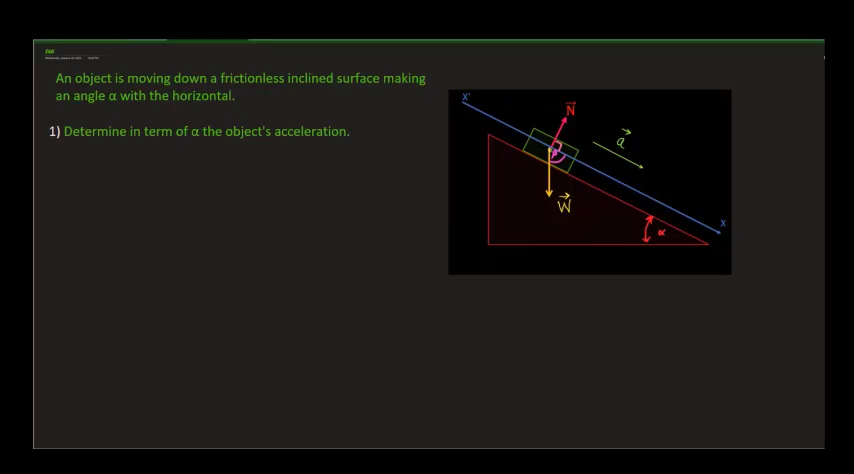 Ex6
An object is moving down a frictionless inclined surface making
an angle α with the horizontal.
1) Determine in term of α the object's acceleration.
X'
N
a
W
X
α